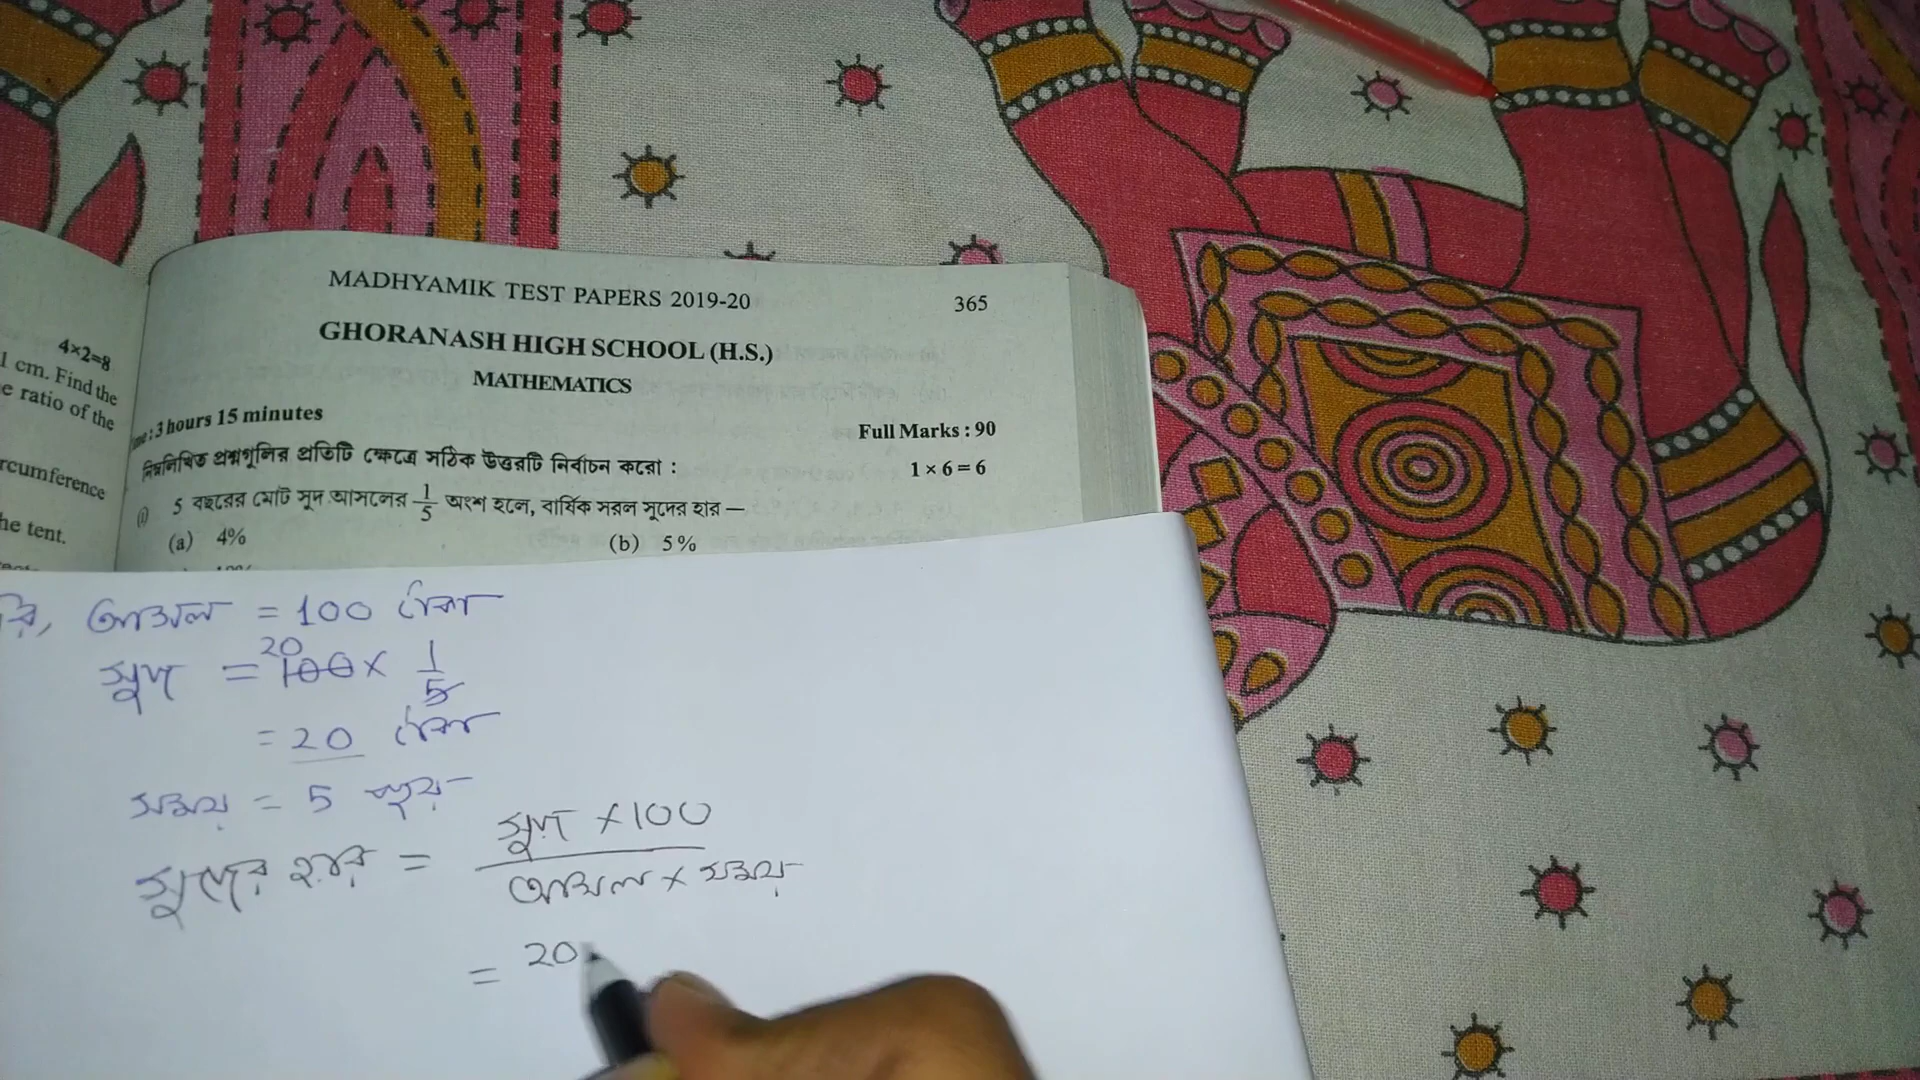 4×2=8
1 cm. Find the
e ratio of the
rcumference
he tent.
MADHYAMIK TEST PAPERS 2019-20 365
GHORANASH HIGH SCHOOL (H.S.)
MATHEMATICS
me : 3 hours 15 minutes Full Marks : 90
নিম্নলিখিত প্রশ্নগুলির প্রতিটি ক্ষেত্রে সঠিক উত্তরটি নির্বাচন করো : 1 × 6 = 6
(i) 5 বছরের মোট সুদ আসলের 1/5 অংশ হলে, বার্ষিক সরল সুদের হার —
(a) 4% (b) 5%
রি, আসল = 100 টাকা
সুদ = 100 × 1/5
20
= 20 টাকা
সময় = 5
সুদের হার = সুদ × 100 / আসল × সময়
= 20